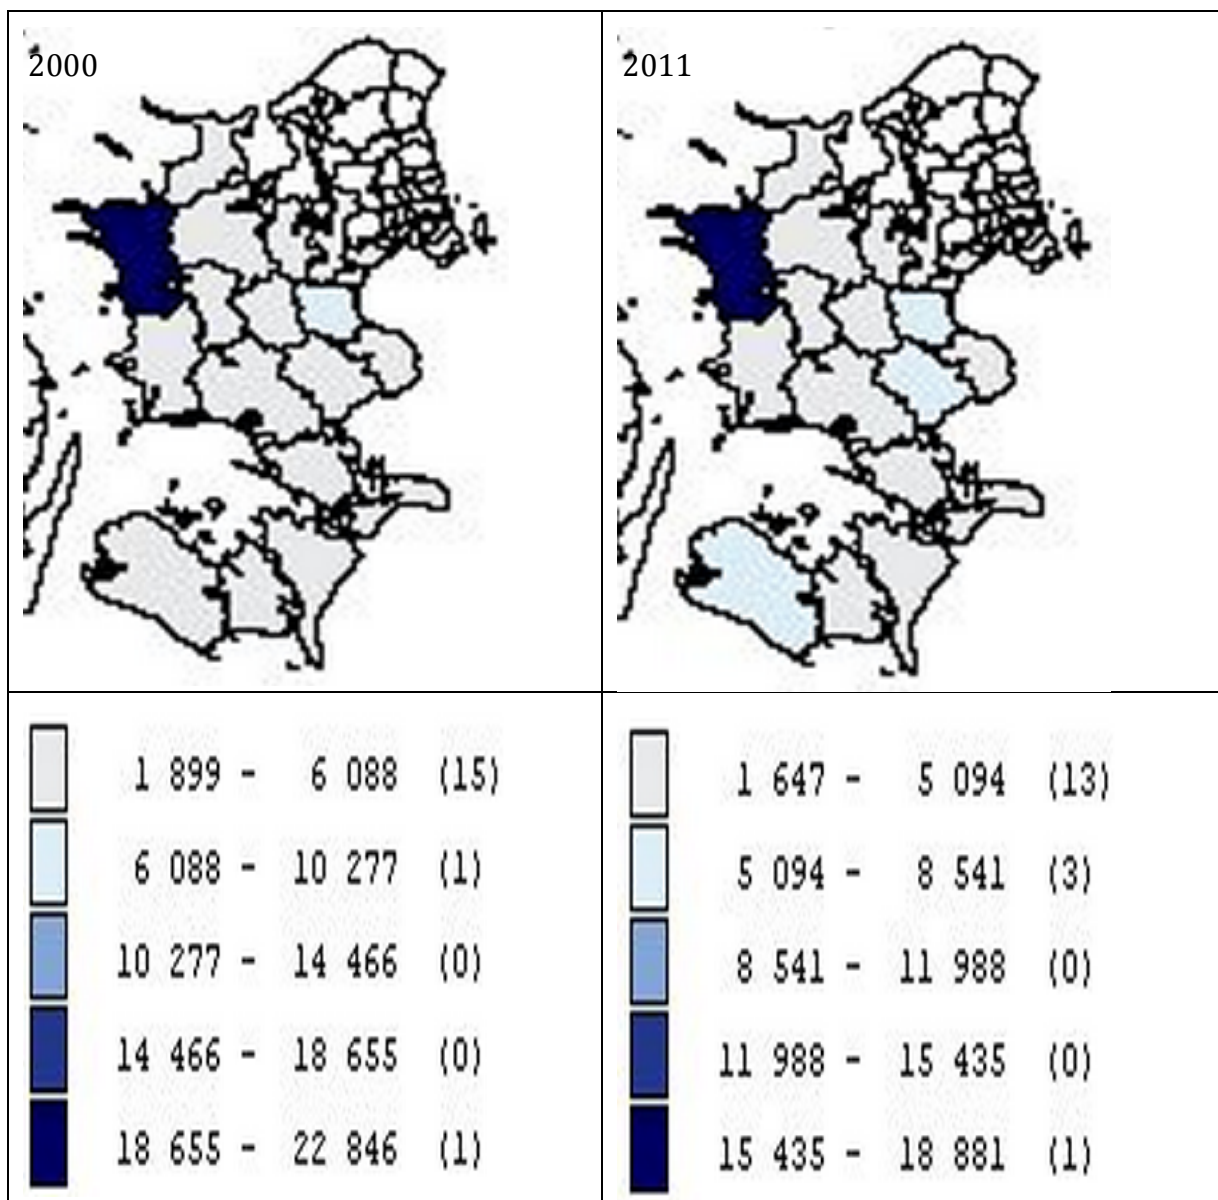 2000
2011
1 899 - 6 088 (15)
6 088 - 10 277 (1)
10 277 - 14 466 (0)
14 466 - 18 655 (0)
18 655 - 22 846 (1)
1 647 - 5 094 (13)
5 094 - 8 541 (3)
8 541 - 11 988 (0)
11 988 - 15 435 (0)
15 435 - 18 881 (1)